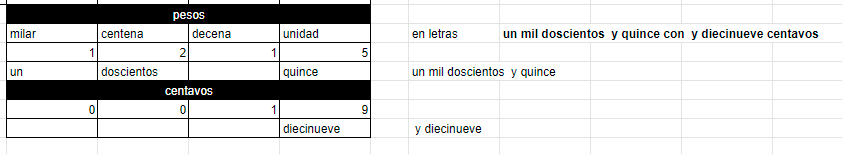 pesos
milar centena decena unidad en letras un mil doscientos y quince con y diecinueve centavos
1 2 1 5
un doscientos quince un mil doscientos y quince
centavos
0 0 1 9
diecinueve y diecinueve